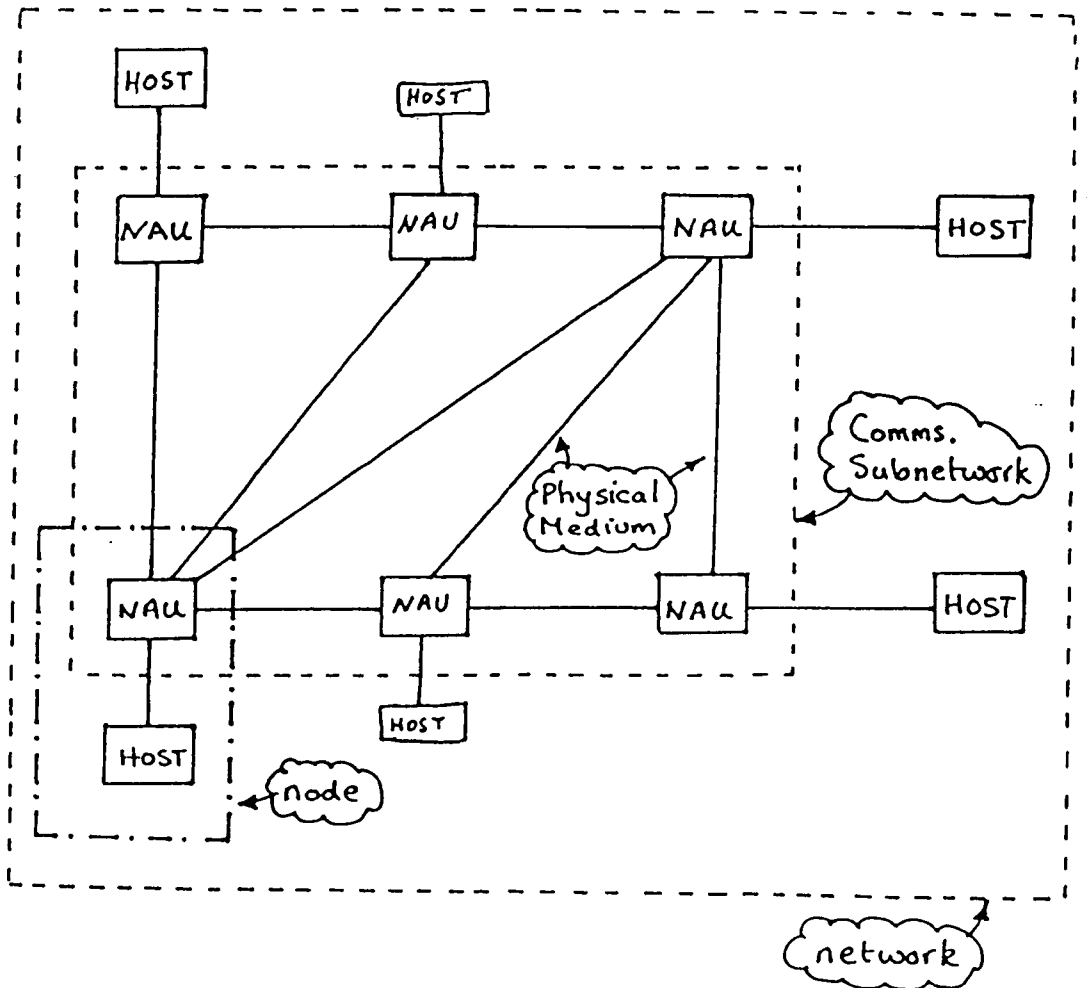 HOST
HOST
NAU
NAU
NAU
HOST
Comms.
Subnetwork
Physical
Medium
NAU
NAU
NAU
HOST
HOST
HOST
node
network